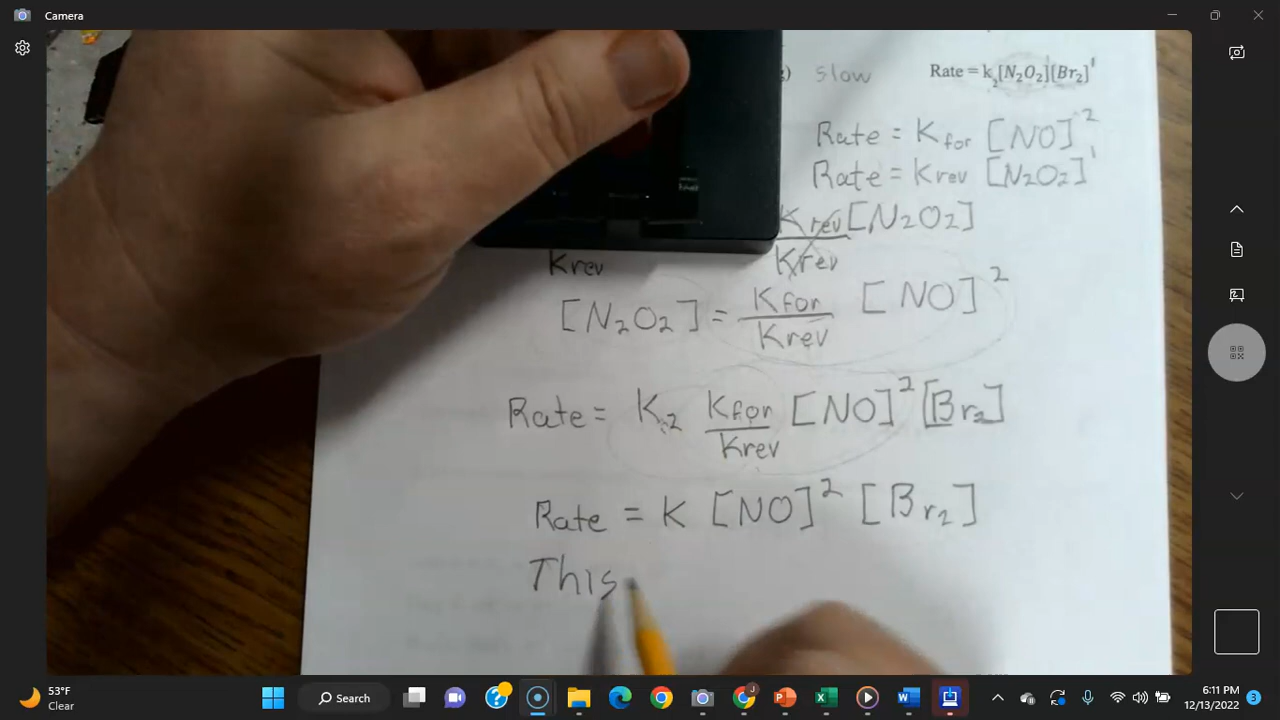 Camera
slow Rate = k₂[N₂O₂][Br₂]¹
Rate = Kfor [NO]²
Rate = Krev [N₂O₂]¹
Krev[N₂O₂]
Krev Krev
[N₂O₂] = Kfor [NO]²
Krev
Rate = K₂ Kfor [NO]² [Br₂]
Krev
Rate = K [NO]² [Br₂]
This
53°F
Clear
Search
6:11 PM
12/13/2022
3